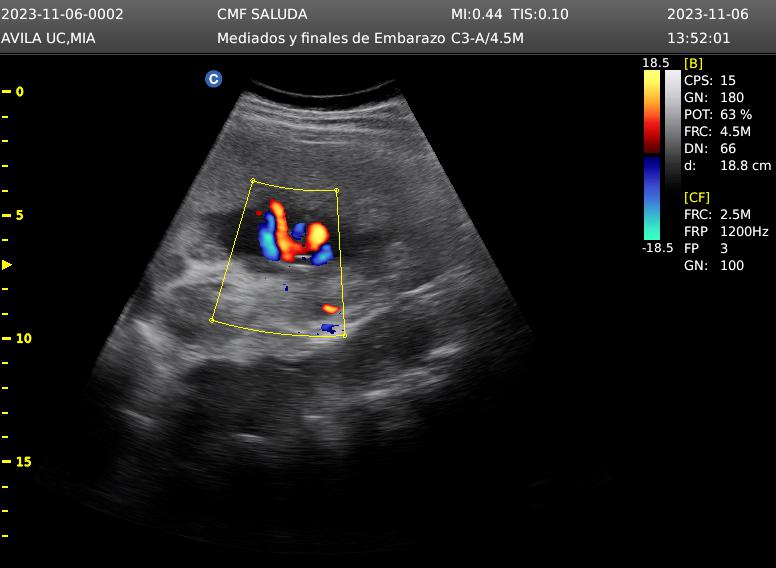 2023-11-06-0002 CMF SALUDA MI:0.44 TIS:0.10 2023-11-06
AVILA UC,MIA Mediados y finales de Embarazo C3-A/4.5M 13:52:01
C
18.5
-18.5
[B]
CPS: 15
GN: 180
POT: 63 %
FRC: 4.5M
DN: 66
d: 18.8 cm
[CF]
FRC: 2.5M
FRP 1200Hz
FP 3
GN: 100
0
5
10
15